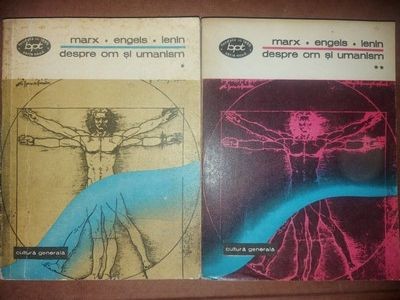 bpt
marx • engels • lenin
despre om și umanism
*
cultură generală
bpt
marx • engels • lenin
despre om și umanism
**
cultură generală